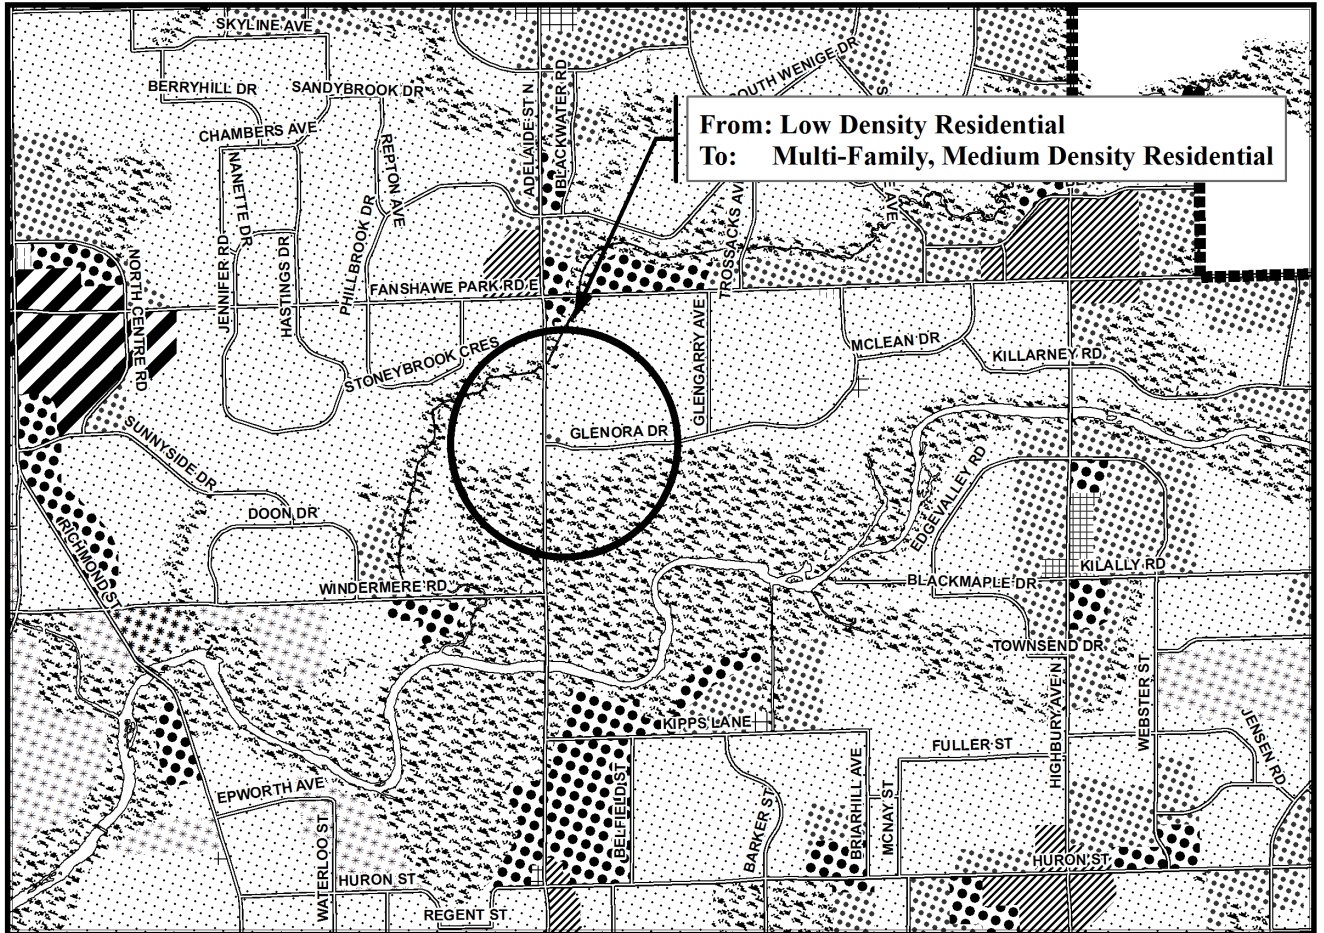 SKYLINE AVE
BERRYHILL DR
SANDYBROOK DR
CHAMBERS AVE
NANETTE DR
REPTON AVE
ADELAIDE ST N
BLACKWATER RD
SOUTH WENIGE DR
From: Low Density Residential
To: Multi-Family, Medium Density Residential
AVE
JENNIFER RD
HASTINGS DR
PHILLBROOK DR
FANSHAWE PARK RD E
TROSSACKS AV
NORTH CENTRE RD
STONEYBROOK CRES
GLENGARRY AVE
MCLEAN DR
KILLARNEY RD
GLENORA DR
SUNNYSIDE DR
DOON DR
EDGEVALLEY RD
RICHMOND ST
WINDERMERE RD
BLACKMAPLE DR
KILALLY RD
TOWNSEND DR
HIGHBURY AVE N
WEBSTER ST
JENSEN RD
KIPPS LANE
FULLER ST
EPWORTH AVE
WATERLOO ST
BELFIELD ST
BARKER ST
BRIARHILL AVE
MCNAY ST
HURON ST
HURON ST
REGENT ST